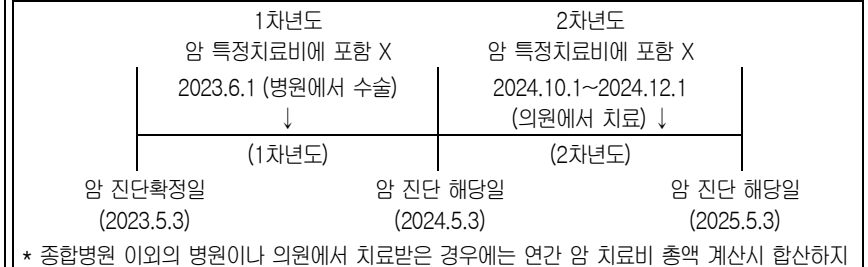 1차년도 2차년도
암 특정치료비에 포함 X 암 특정치료비에 포함 X
2023.6.1 (병원에서 수술) 2024.10.1~2024.12.1
↓ (의원에서 치료) ↓
(1차년도) (2차년도)
암 진단확정일 암 진단 해당일 암 진단 해당일
(2023.5.3) (2024.5.3) (2025.5.3)
* 종합병원 이외의 병원이나 의원에서 치료받은 경우에는 연간 암 치료비 총액 계산시 합산하지